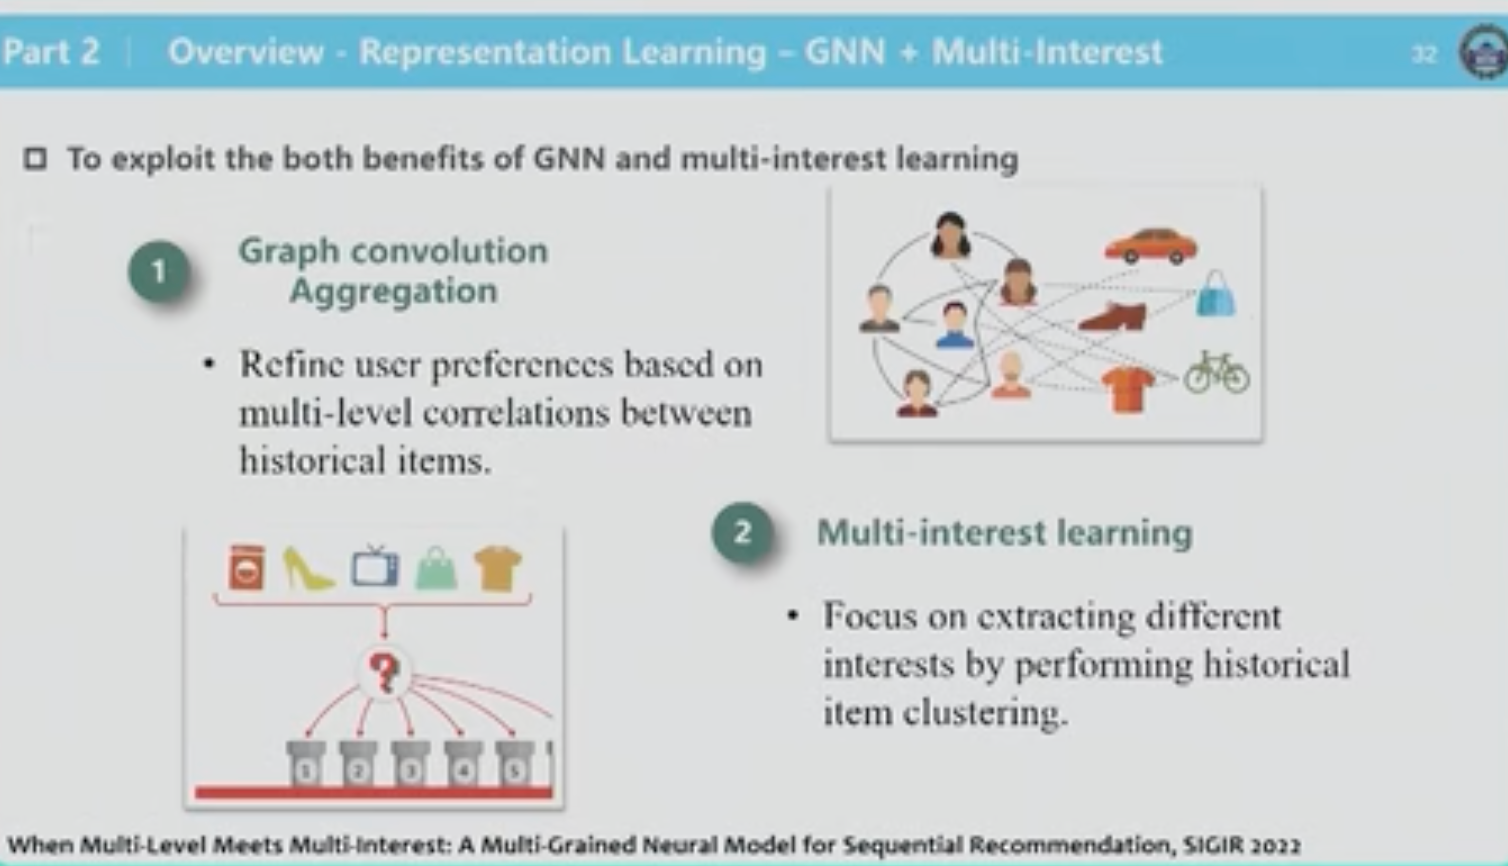 Part 2 | Overview - Representation Learning – GNN + Multi-Interest 32
To exploit the both benefits of GNN and multi-interest learning
1
Graph convolution
Aggregation
• Refine user preferences based on
multi-level correlations between
historical items.
2
Multi-interest learning
• Focus on extracting different
interests by performing historical
item clustering.
?
1 2 3 4 5
When Multi-Level Meets Multi-Interest: A Multi-Grained Neural Model for Sequential Recommendation, SIGIR 2022